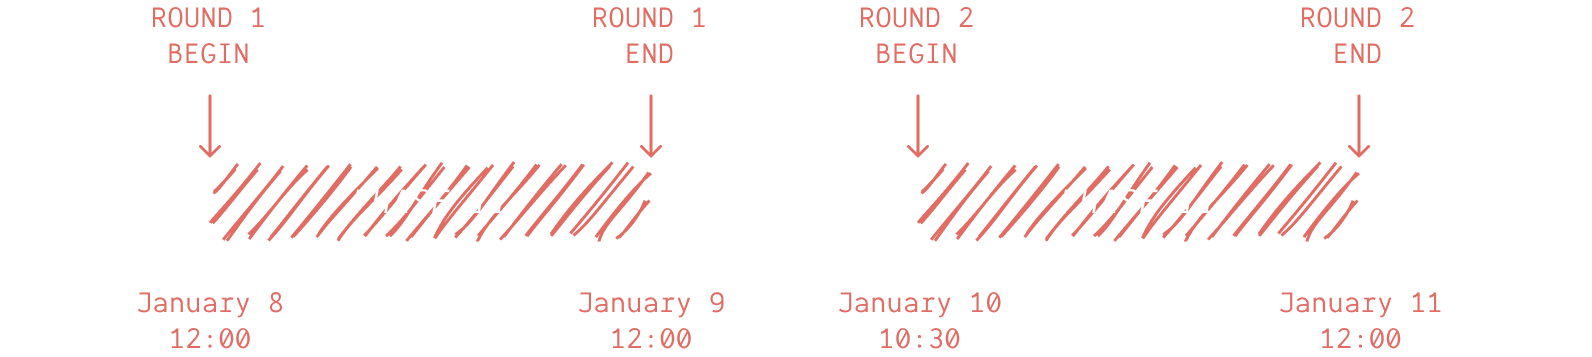 ROUND 1
BEGIN
ROUND 1
END
ROUND 2
BEGIN
ROUND 2
END
January 8
12:00
January 9
12:00
January 10
10:30
January 11
12:00